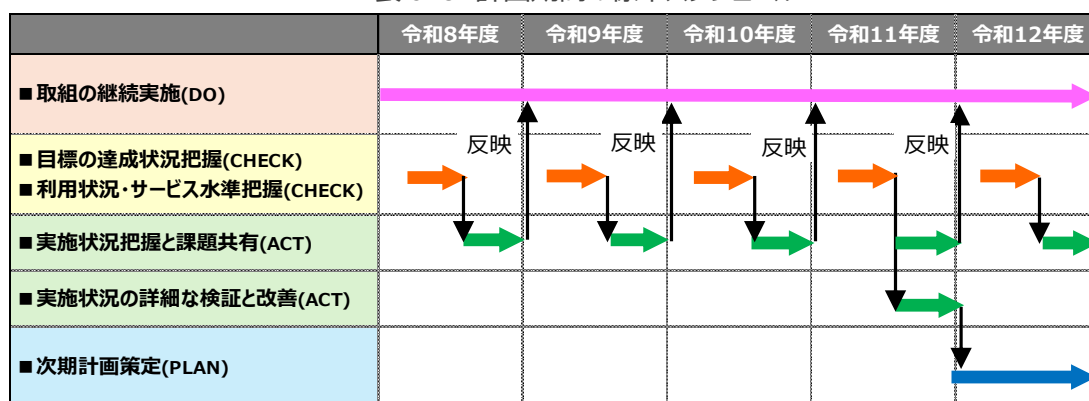 令和8年度 令和9年度 令和10年度 令和11年度 令和12年度
■取組の継続実施(DO)
反映 反映 反映 反映
■目標の達成状況把握(CHECK)
■利用状況・サービス水準把握(CHECK)
■実施状況把握と課題共有(ACT)
■実施状況の詳細な検証と改善(ACT)
■次期計画策定(PLAN)